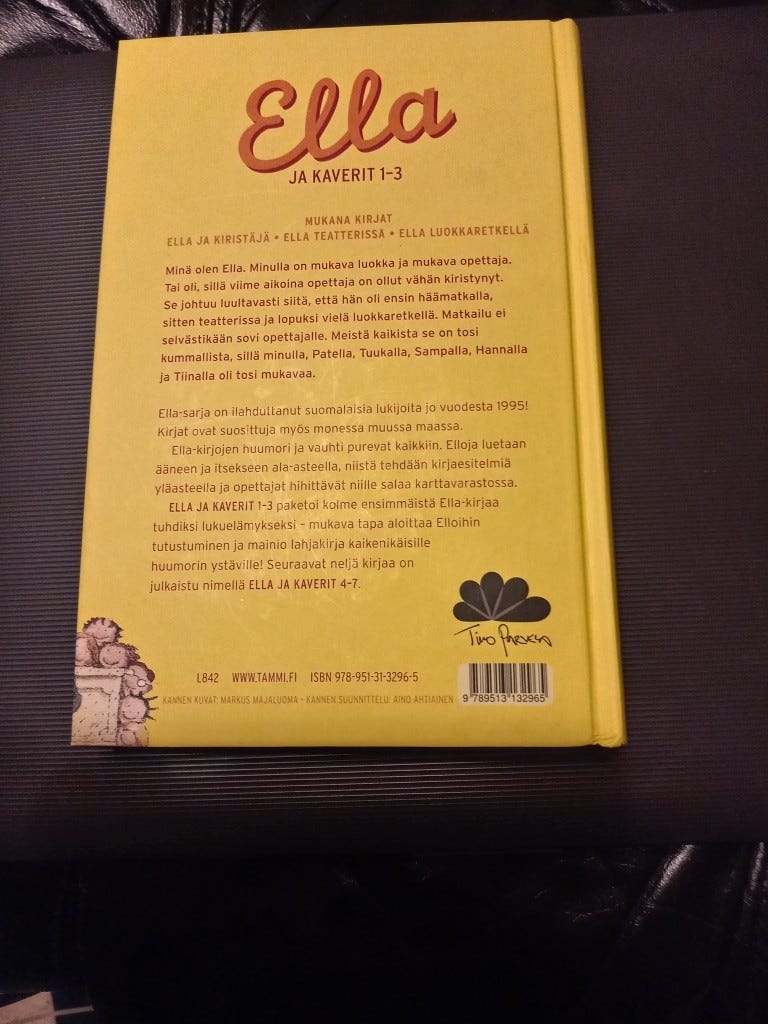 Ella
JA KAVERIT 1–3
MUKANA KIRJAT
ELLA JA KIRISTÄJÄ • ELLA TEATTERISSA • ELLA LUOKKARETKELLÄ
Minä olen Ella. Minulla on mukava luokka ja mukava opettaja.
Tai oli, sillä viime aikoina opettaja on ollut vähän kiristynyt.
Se johtuu luultavasti siitä, että hän oli ensin häämatkalla,
sitten teatterissa ja lopuksi vielä luokkaretkellä. Matkailu ei
selvästikään sovi opettajalle. Meistä kaikista se on tosi
kummallista, sillä minulla, Patella, Tuukalla, Sampalla, Hannalla
ja Tiinalla oli tosi mukavaa.
Ella-sarja on ilahduttanut suomalaisia lukijoita jo vuodesta 1995!
Kirjat ovat suosittuja myös monessa muussa maassa.
Ella-kirjojen huumori ja vauhti purevat kaikkiin. Elloja luetaan
ääneen ja itsekseen ala-asteella, niistä tehdään kirjaesitelmiä
yläasteella ja opettajat hihittävät niille salaa karttavarastossa.
ELLA JA KAVERIT 1–3 paketoi kolme ensimmäistä Ella-kirjaa
tuhdiksi lukuelämykseksi – mukava tapa aloittaa Elloihin
tutustuminen ja mainio lahjakirja kaikenikäisille
huumorin ystäville! Seuraavat neljä kirjaa on
julkaistu nimellä ELLA JA KAVERIT 4–7.
Timo Parvela
L842 WWW.TAMMI.FI ISBN 978-951-31-3296-5
KANNEN KUVAT: MARKUS MAJALUOMA • KANNEN SUUNNITTELU: AINO AHTIAINEN
9 789513 132965